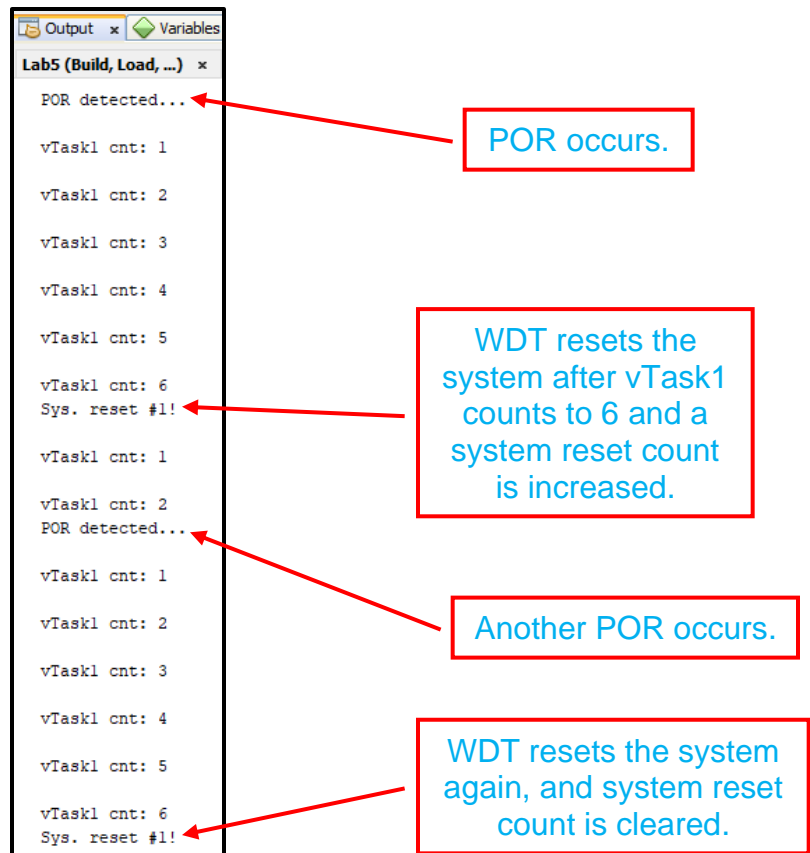 Output x Variables
Lab5 (Build, Load, ...) x
POR detected...
vTask1 cnt: 1
vTask1 cnt: 2
vTask1 cnt: 3
vTask1 cnt: 4
vTask1 cnt: 5
vTask1 cnt: 6
Sys. reset #1!
vTask1 cnt: 1
vTask1 cnt: 2
POR detected...
vTask1 cnt: 1
vTask1 cnt: 2
vTask1 cnt: 3
vTask1 cnt: 4
vTask1 cnt: 5
vTask1 cnt: 6
Sys. reset #1!
POR occurs.
WDT resets the
system after vTask1
counts to 6 and a
system reset count
is increased.
Another POR occurs.
WDT resets the system
again, and system reset
count is cleared.